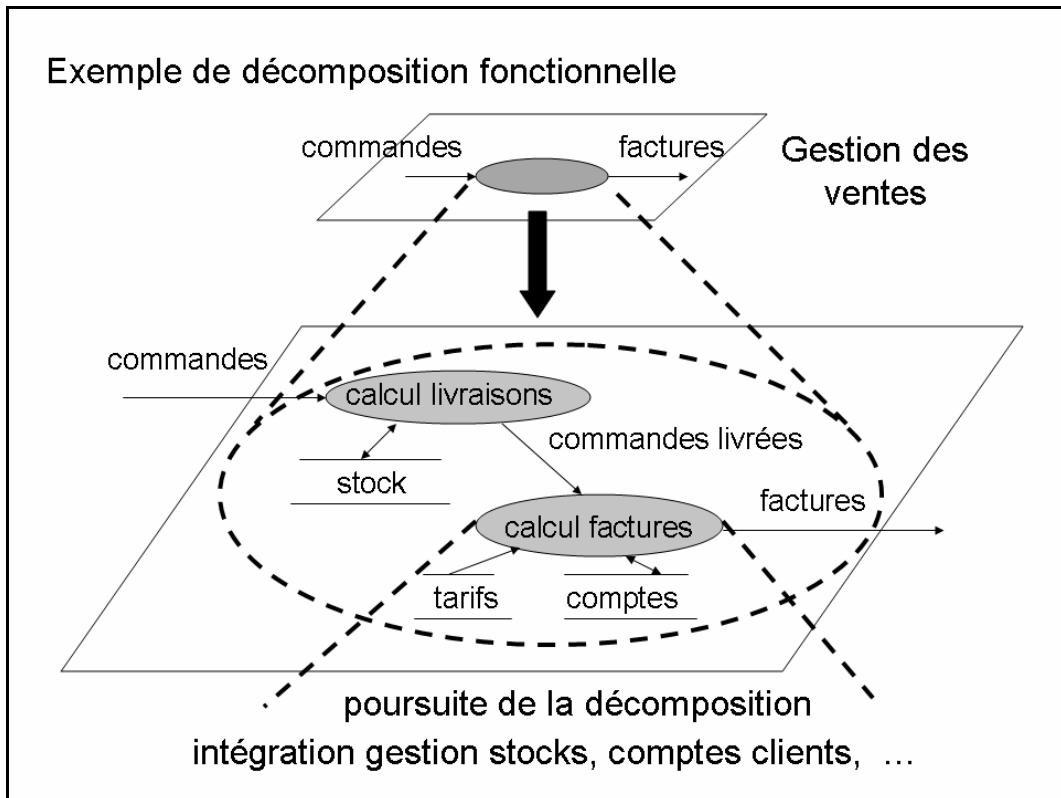 Exemple de décomposition fonctionnelle
commandes
factures
Gestion des
ventes
commandes
calcul livraisons
commandes livrées
stock
factures
calcul factures
tarifs
comptes
poursuite de la décomposition
intégration gestion stocks, comptes clients, ...